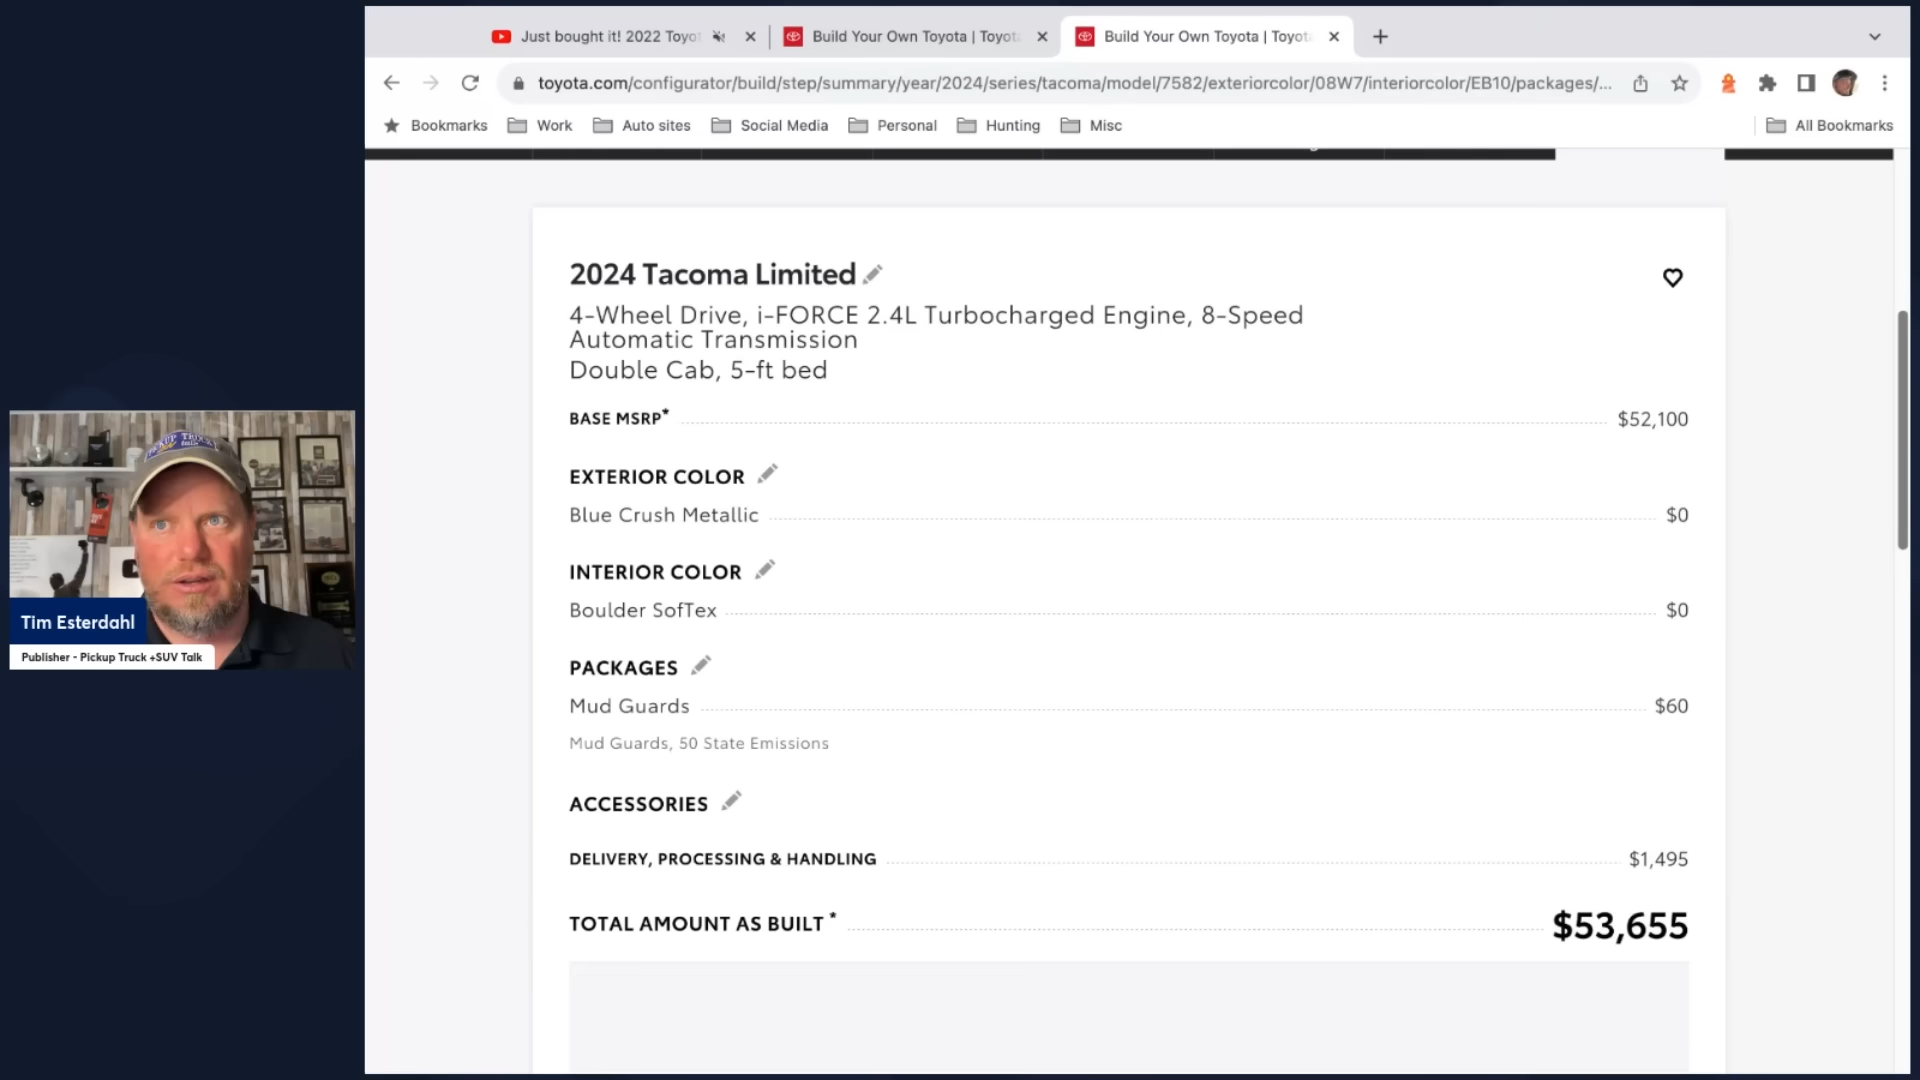 Just bought it! 2022 Toyo
Build Your Own Toyota | Toyot
Build Your Own Toyota | Toyot
toyota.com/configurator/build/step/summary/year/2024/series/tacoma/model/7582/exteriorcolor/08W7/interiorcolor/EB10/packages/...
Bookmarks
Work
Auto sites
Social Media
Personal
Hunting
Misc
All Bookmarks
2024 Tacoma Limited
4-Wheel Drive, i-FORCE 2.4L Turbocharged Engine, 8-Speed
Automatic Transmission
Double Cab, 5-ft bed
BASE MSRP* $52,100
EXTERIOR COLOR
Blue Crush Metallic $0
INTERIOR COLOR
Boulder SofTex $0
PACKAGES
Mud Guards $60
Mud Guards, 50 State Emissions
ACCESSORIES
DELIVERY, PROCESSING & HANDLING $1,495
TOTAL AMOUNT AS BUILT * $53,655
PICKUP TRUCK
talk
Tim Esterdahl
Publisher - Pickup Truck +SUV Talk